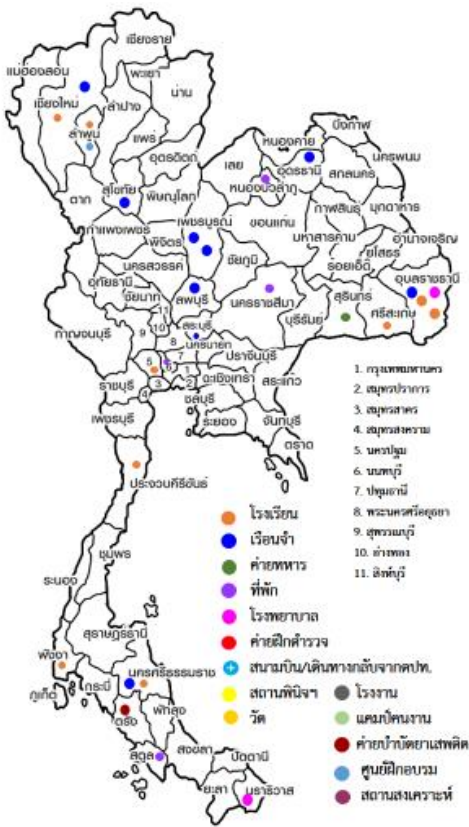 เชียงราย
แม่ฮ่องสอน
พะเยา
น่าน
เชียงใหม่
ลำปาง
ลำพูน
แพร่
อุตรดิตถ์
ตาก
สุโขทัย
พิษณุโลก
เลย
หนองคาย
บึงกาฬ
อุดรธานี
นครพนม
สกลนคร
หนองบัวลำภู
กำแพงเพชร
เพชรบูรณ์
พิจิตร
ขอนแก่น
กาฬสินธุ์
มุกดาหาร
มหาสารคาม
อำนาจเจริญ
ยโสธร
ร้อยเอ็ด
ชัยภูมิ
นครสวรรค์
อุทัยธานี
ชัยนาท
ลพบุรี
นครราชสีมา
บุรีรัมย์
สุรินทร์
ศรีสะเกษ
อุบลราชธานี
กาญจนบุรี
11
10
9
8
7
6
5
4
3
2
1
สระบุรี
นครนายก
ปราจีนบุรี
ฉะเชิงเทรา
สระแก้ว
ราชบุรี
ชลบุรี
เพชรบุรี
ระยอง
จันทบุรี
ตราด
ประจวบคีรีขันธ์
ชุมพร
ระนอง
สุราษฎร์ธานี
พังงา
กระบี่
ภูเก็ต
นครศรีธรรมราช
ตรัง
พัทลุง
สตูล
สงขลา
ปัตตานี
ยะลา
นราธิวาส
1. กรุงเทพมหานคร
2. สมุทรปราการ
3. สมุทรสาคร
4. สมุทรสงคราม
5. นครปฐม
6. นนทบุรี
7. ปทุมธานี
8. พระนครศรีอยุธยา
9. สุพรรณบุรี
10. อ่างทอง
11. สิงห์บุรี
โรงเรียน
เรือนจำ
ค่ายทหาร
ที่พัก
โรงพยาบาล
ค่ายฝึกตำรวจ
สนามบิน/เดินทางกลับจากตปท.
สถานพินิจฯ
วัด
โรงงาน
แคมป์คนงาน
ค่ายบำบัดยาเสพติด
ศูนย์ฝึกอบรม
สถานสงเคราะห์